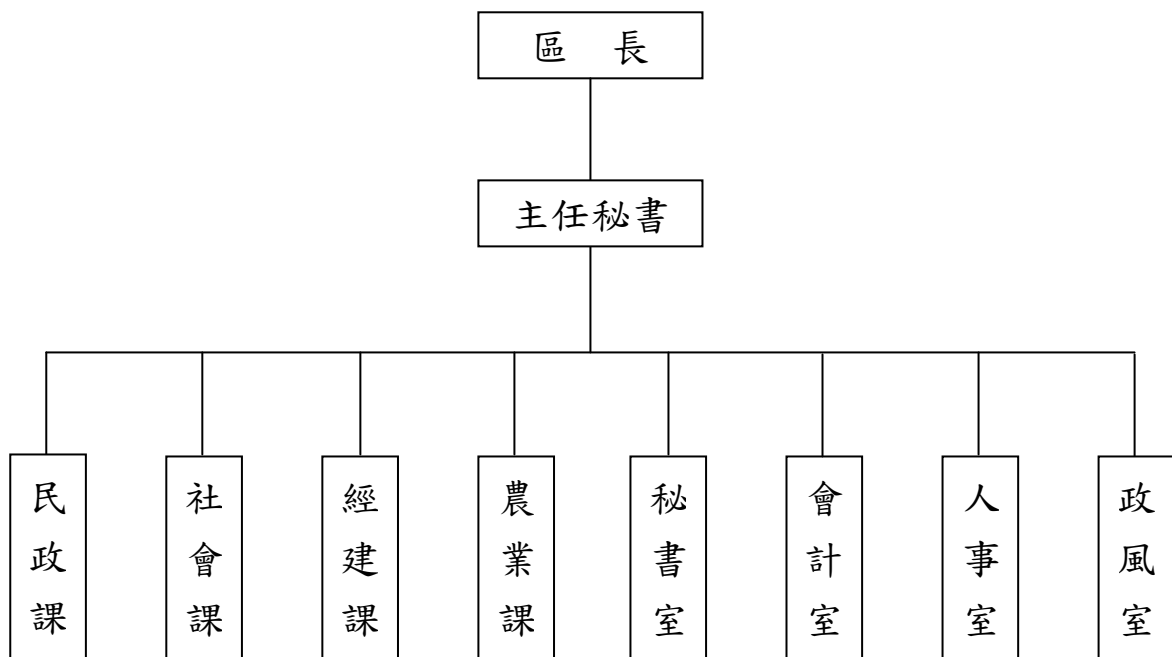 區 長
主任秘書
民政課
社會課
經建課
農業課
秘書室
會計室
人事室
政風室